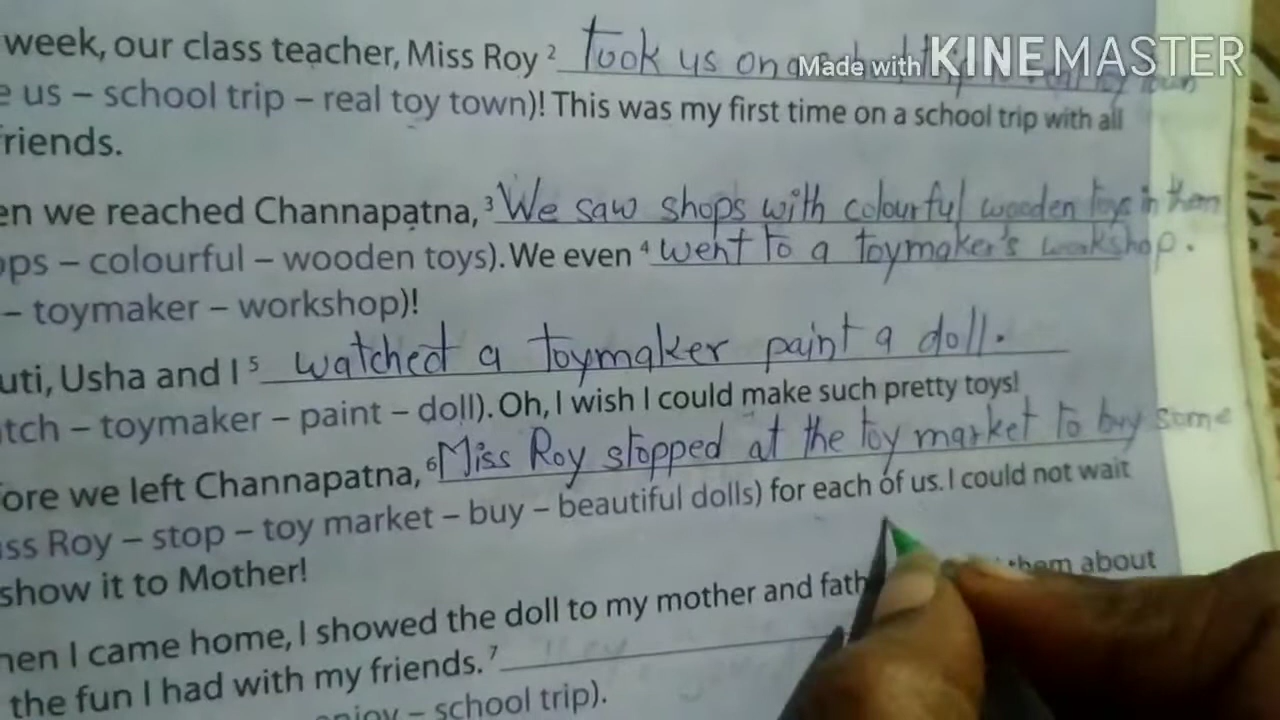 week, our class teacher, Miss Roy ² took us on a
Made with KINEMASTER
e us – school trip – real toy town)! This was my first time on a school trip with all
riends.
en we reached Channapatna, ³ We saw shops with colourful wooden toys in them
ops – colourful – wooden toys). We even ⁴ went to a toymaker's workshop.
– toymaker – workshop)!
uti, Usha and I ⁵ watched a toymaker paint a doll.
tch – toymaker – paint – doll). Oh, I wish I could make such pretty toys!
ore we left Channapatna, ⁶ Miss Roy stopped at the toy market to buy some
ss Roy – stop – toy market – buy – beautiful dolls) for each of us. I could not wait
show it to Mother!
hen I came home, I showed the doll to my mother and fath them about
the fun I had with my friends. ⁷
enjoy – school trip).